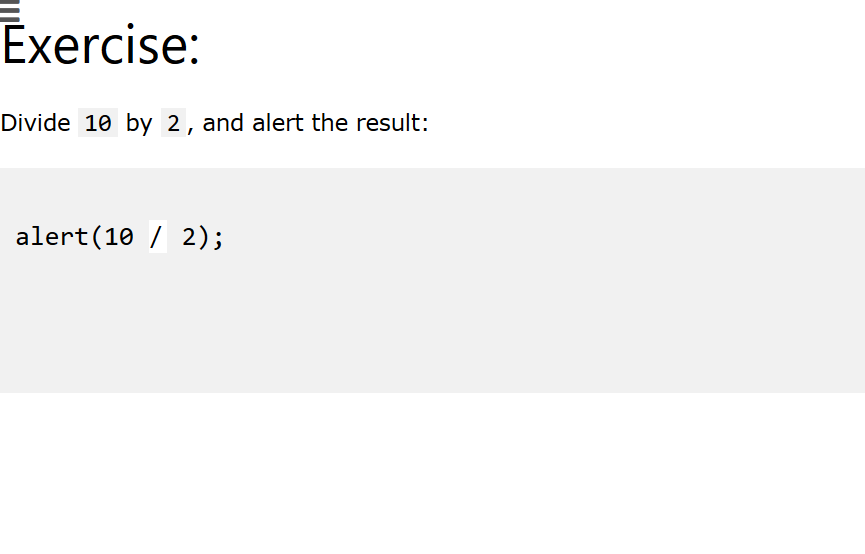 Exercise:
Divide 10 by 2, and alert the result:
alert(10 / 2);